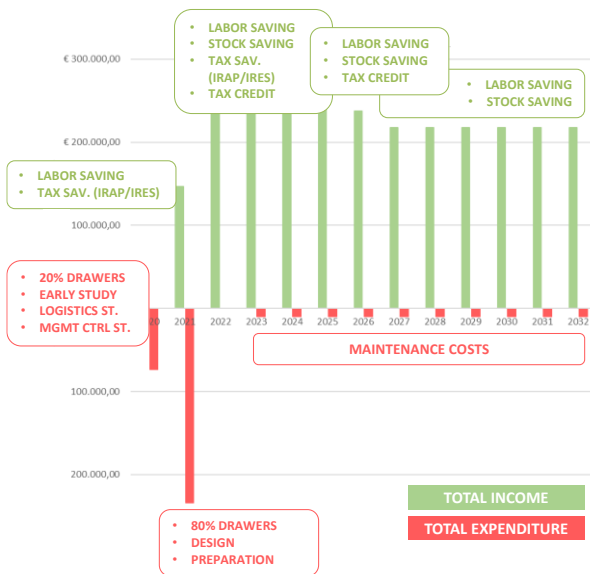 • LABOR SAVING
• STOCK SAVING
• TAX SAV.
(IRAP/IRES)
• TAX CREDIT
• LABOR SAVING
• STOCK SAVING
• TAX CREDIT
• LABOR SAVING
• STOCK SAVING
€ 300.000,00
€ 200.000,00
• LABOR SAVING
• TAX SAV. (IRAP/IRES)
100.000,00
• 20% DRAWERS
• EARLY STUDY
• LOGISTICS ST.
• MGMT CTRL ST.
20 2021 2022 2023 2024 2025 2026 2027 2028 2029 2030 2031 2032
MAINTENANCE COSTS
100.000,00
200.000,00
TOTAL INCOME
TOTAL EXPENDITURE
• 80% DRAWERS
• DESIGN
• PREPARATION